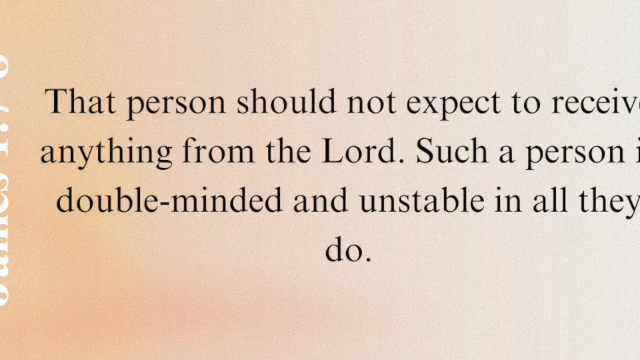 That person should not expect to receive
anything from the Lord. Such a person i
double-minded and unstable in all they
do.